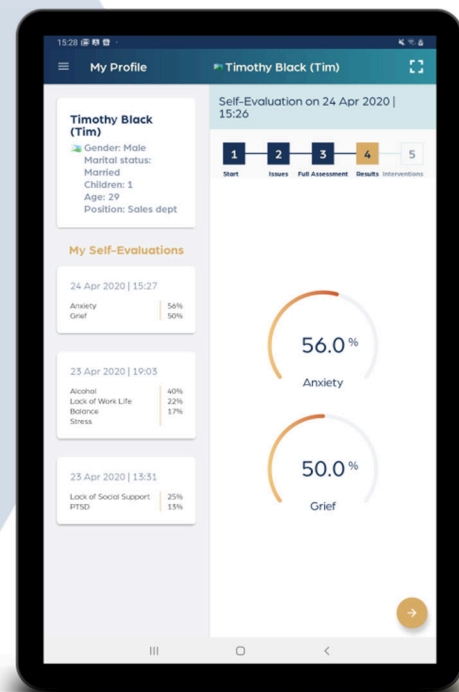 15:28
My Profile
Timothy Black (Tim)
Timothy Black
(Tim)
Gender: Male
Marital status:
Married
Children: 1
Age: 29
Position: Sales dept
My Self-Evaluations
24 Apr 2020 | 15:27
Anxiety 56%
Grief 50%
23 Apr 2020 | 19:03
Alcohol 40%
Lack of Work Life 22%
Balance 17%
Stress
23 Apr 2020 | 13:31
Lack of Social Support 25%
PTSD 13%
Self-Evaluation on 24 Apr 2020 |
15:26
1 2 3 4 5
Start Issues Full Assessment Results Interventions
56.0 %
Anxiety
50.0 %
Grief